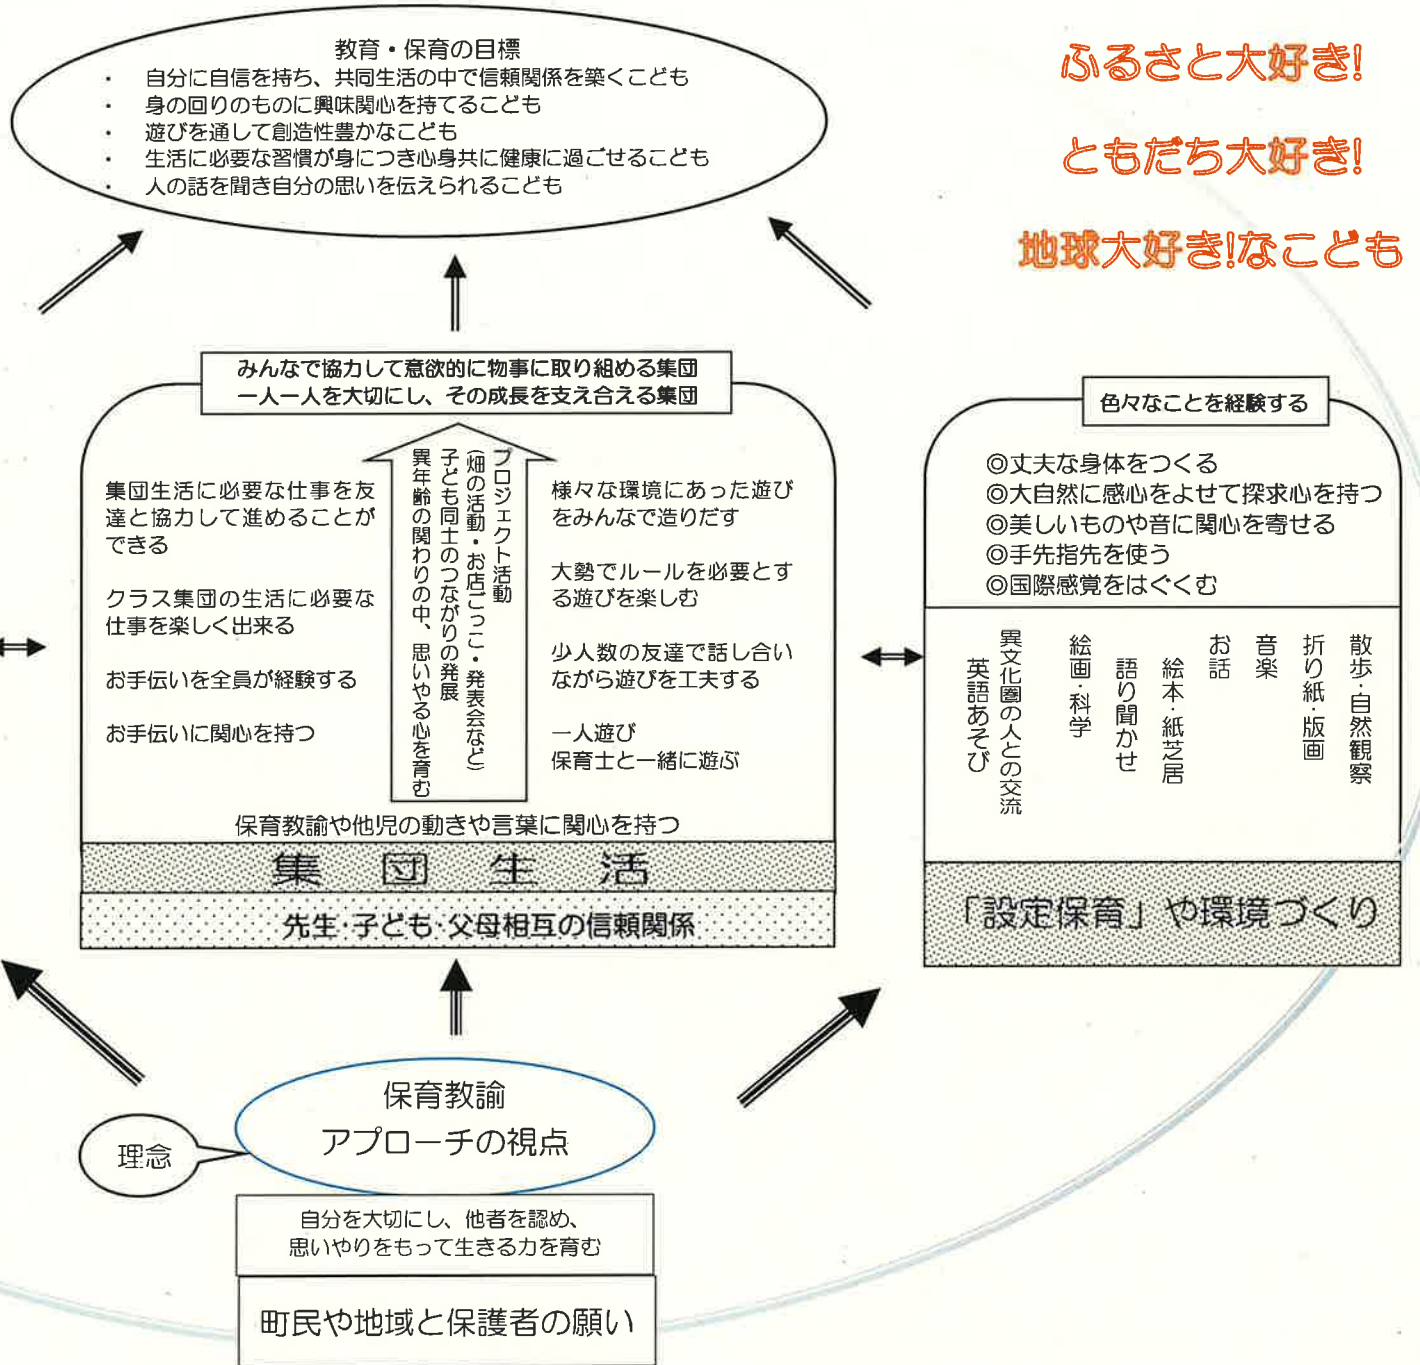 教育・保育の目標
・ 自分に自信を持ち、共同生活の中で信頼関係を築くこども
・ 身の回りのものに興味関心を持てるこども
・ 遊びを通して創造性豊かなこども
・ 生活に必要な習慣が身につき心身共に健康に過ごせるこども
・ 人の話を聞き自分の思いを伝えられるこども
ふるさと大好き!
ともだち大好き!
地球大好き!なこども
みんなで協力して意欲的に物事に取り組める集団
一人一人を大切にし、その成長を支え合える集団
集団生活に必要な仕事を友
達と協力して進めることが
できる
クラス集団の生活に必要な
仕事を楽しく出来る
お手伝いを全員が経験する
お手伝いに関心を持つ
プロジェクト活動
(畑の活動・お店ごっこ・発表会など)
子ども同士のつながりの発展
異年齢の関わりの中、思いやる心を育む
様々な環境にあった遊び
をみんなで造りだす
大勢でルールを必要とす
る遊びを楽しむ
少人数の友達で話し合い
ながら遊びを工夫する
一人遊び
保育士と一緒に遊ぶ
保育教諭や他児の動きや言葉に関心を持つ
集団生活
先生・子ども・父母相互の信頼関係
色々なことを経験する
◎丈夫な身体をつくる
◎大自然に感心をよせて探求心を持つ
◎美しいものや音に関心を寄せる
◎手先指先を使う
◎国際感覚をはぐくむ
散歩・自然観察
折り紙・版画
音楽
お話
絵本・紙芝居
語り聞かせ
絵画・科学
異文化圏の人との交流
英語あそび
「設定保育」や環境づくり
保育教諭
アプローチの視点
理念
自分を大切にし、他者を認め、
思いやりをもって生きる力を育む
町民や地域と保護者の願い